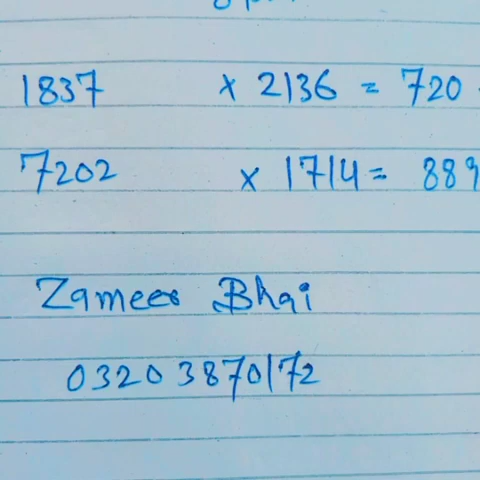 1837 × 2136 = 720
7202 × 1714 = 889
Zameer Bhai
03203870172